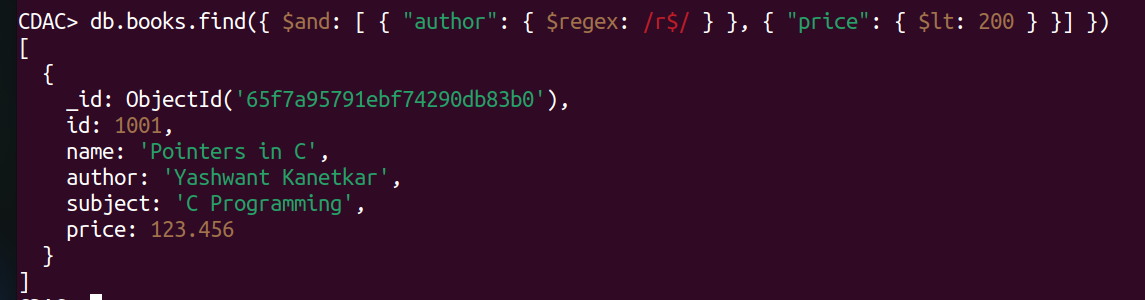 CDAC> db.books.find({ $and: [ { "author": { $regex: /r$/ } }, { "price": { $lt: 200 } }] })
[
  {
    _id: ObjectId('65f7a95791ebf74290db83b0'),
    id: 1001,
    name: 'Pointers in C',
    author: 'Yashwant Kanetkar',
    subject: 'C Programming',
    price: 123.456
  }
]
CDAC>